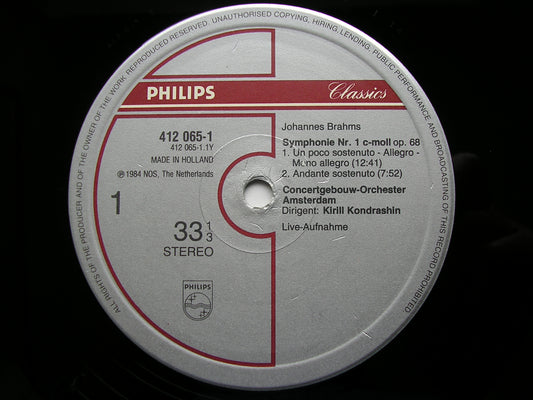 ALL RIGHTS OF THE PRODUCER AND OF THE OWNER OF THE WORK REPRODUCED RESERVED. UNAUTHORISED COPYING, HIRING, LENDING, PUBLIC PERFORMANCE AND BROADCASTING OF THIS RECORD PROHIBITED
PHILIPS
Classics
412 065-1
412 065-1.1Y
MADE IN HOLLAND
℗ 1984 NOS, The Netherlands
1
33 1/3
STEREO
PHILIPS
Johannes Brahms
Symphonie Nr. 1 c-moll op. 68
1. Un poco sostenuto - Allegro -
Meno allegro (12:41)
2. Andante sostenuto (7:52)
Concertgebouw-Orchester
Amsterdam
Dirigent: Kirill Kondrashin
Live-Aufnahme